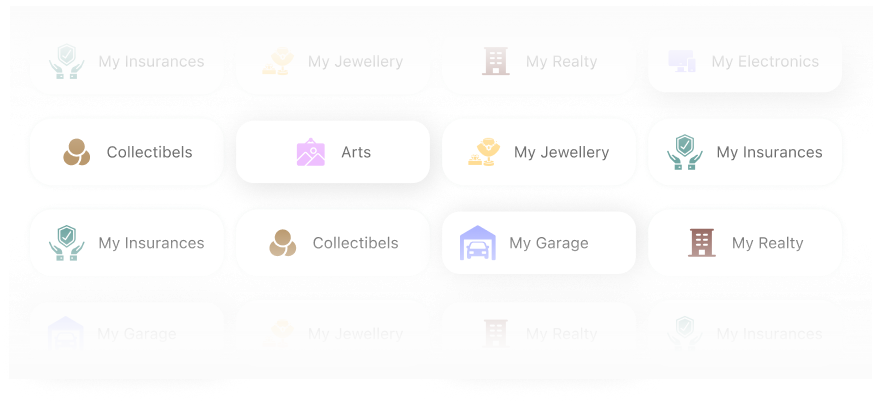 My Insurances My Jewellery My Realty My Electronics
Collectibels Arts My Jewellery My Insurances
My Insurances Collectibels My Garage My Realty
My Garage My Jewellery My Realty My Insurances